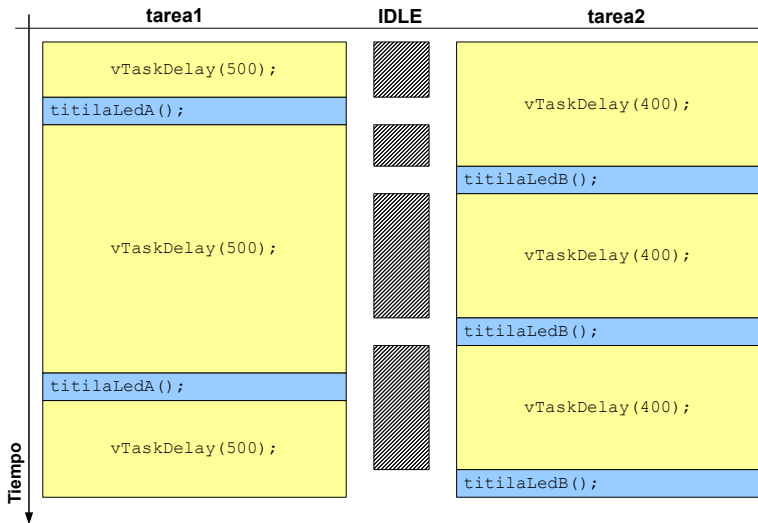 tarea1 IDLE tarea2
vTaskDelay(500);
titilaLedA();
vTaskDelay(500);
titilaLedA();
vTaskDelay(500);
vTaskDelay(400);
titilaLedB();
vTaskDelay(400);
titilaLedB();
vTaskDelay(400);
titilaLedB();
Tiempo